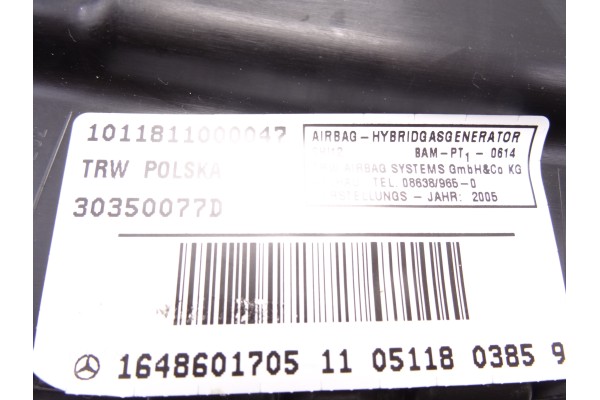 1011811000047
TRW POLSKA
30350077D
AIRBAG-HYBRIDGASGENERATOR
BAM-PT1-0614
AIRBAG SYSTEMS GmbH&Co KG
TEL. 08638/965-0
JAHR: 2005
1648601705 11 05118 0385 9